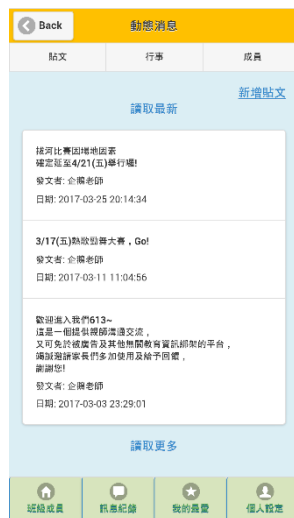 Back
動態消息
貼文
行事
成員
新增貼文
讀取最新
拔河比賽因場地因素
確定延至4/21(五)舉行囉!
發文者: 企鵝老師
日期: 2017-03-25 20:14:34
3/17(五)熱歌勁舞大賽，Go!
發文者: 企鵝老師
日期: 2017-03-11 11:04:56
歡迎進入我們613~
這是一個提供親師溝通交流，
又可免於被廣告及其他無關教育資訊綁架的平台，
竭誠邀請家長們多加使用及給予回饋，
謝謝您!
發文者: 企鵝老師
日期: 2017-03-03 23:29:01
讀取更多
班級成員
訊息紀錄
我的最愛
個人設定